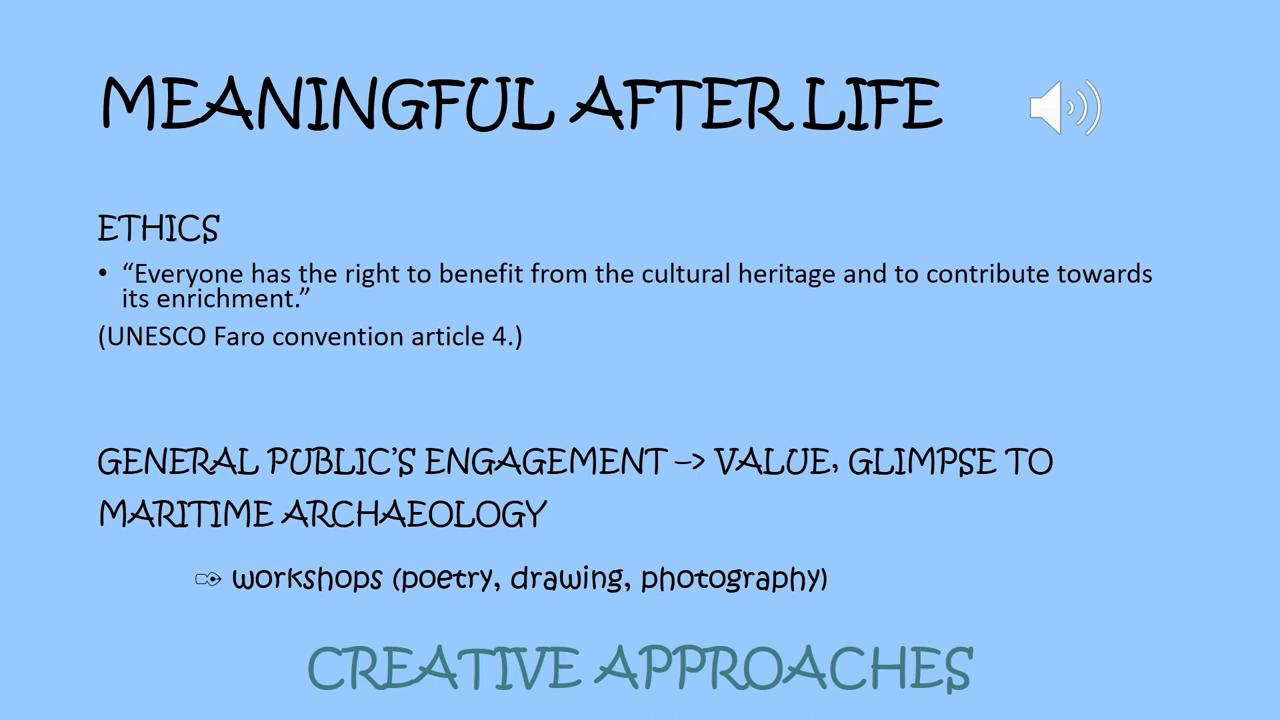 MEANINGFUL AFTER LIFE
ETHICS
• “Everyone has the right to benefit from the cultural heritage and to contribute towards
its enrichment.”
(UNESCO Faro convention article 4.)
GENERAL PUBLIC’S ENGAGEMENT –> VALUE, GLIMPSE TO
MARITIME ARCHAEOLOGY
workshops (poetry, drawing, photography)
CREATIVE APPROACHES